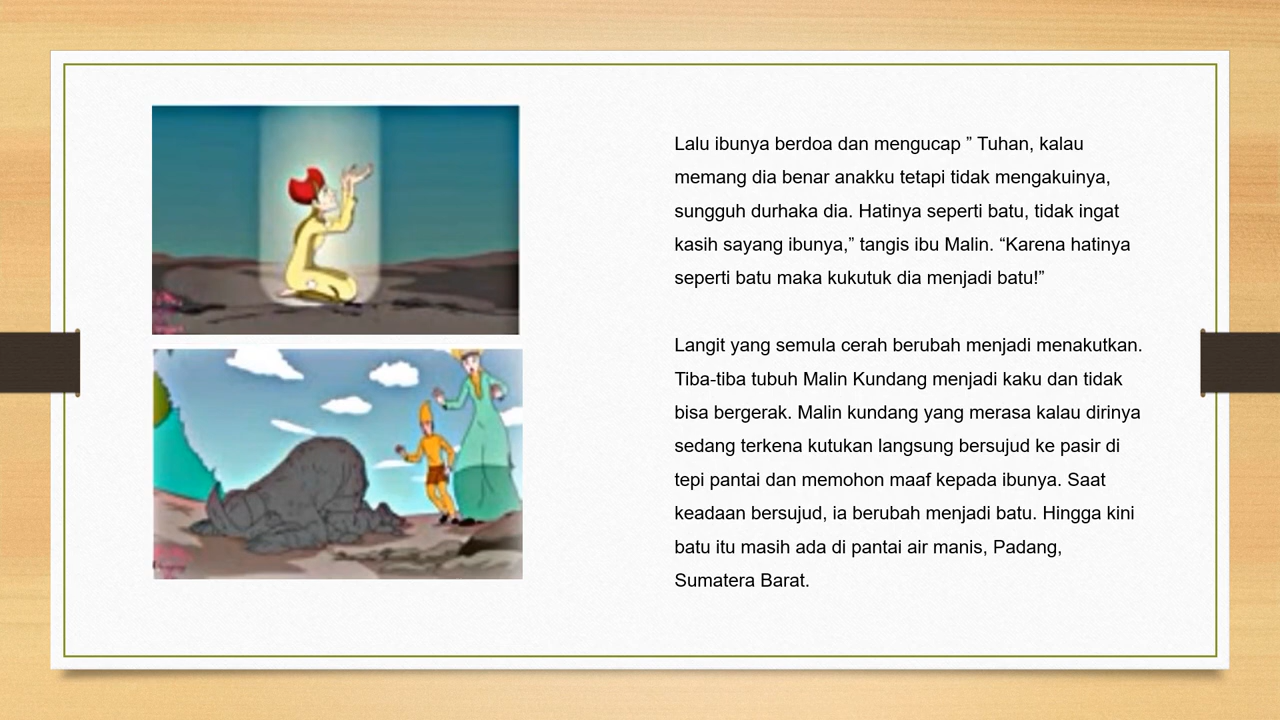 Lalu ibunya berdoa dan mengucap ” Tuhan, kalau
memang dia benar anakku tetapi tidak mengakuinya,
sungguh durhaka dia. Hatinya seperti batu, tidak ingat
kasih sayang ibunya,” tangis ibu Malin. “Karena hatinya
seperti batu maka kukutuk dia menjadi batu!”
Langit yang semula cerah berubah menjadi menakutkan.
Tiba-tiba tubuh Malin Kundang menjadi kaku dan tidak
bisa bergerak. Malin kundang yang merasa kalau dirinya
sedang terkena kutukan langsung bersujud ke pasir di
tepi pantai dan memohon maaf kepada ibunya. Saat
keadaan bersujud, ia berubah menjadi batu. Hingga kini
batu itu masih ada di pantai air manis, Padang,
Sumatera Barat.